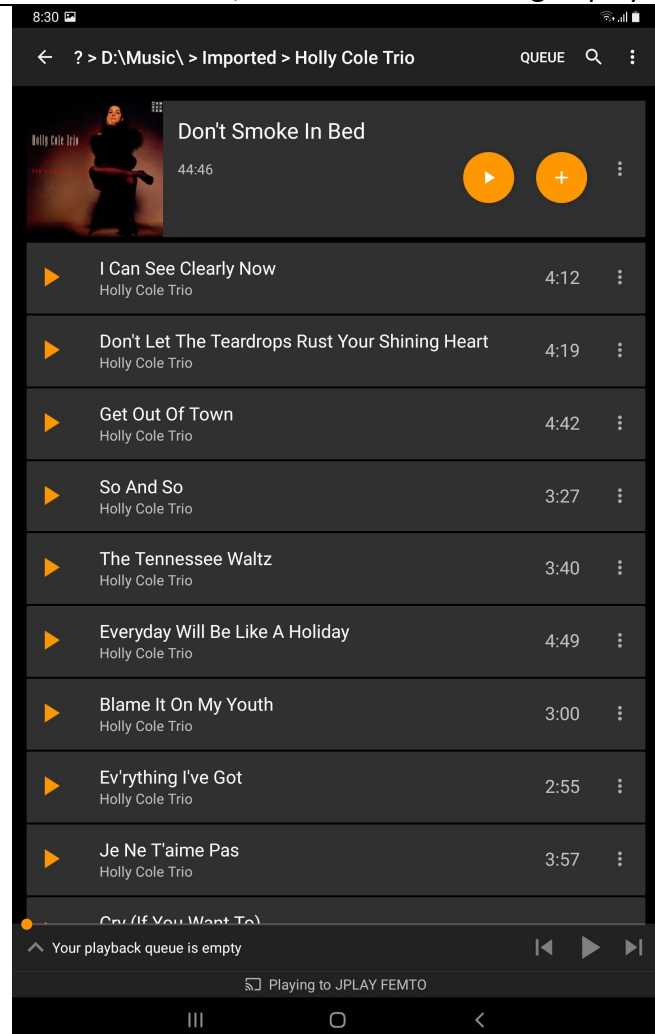 8:30
? > D:\Music\ > Imported > Holly Cole Trio QUEUE
Holly Cole Trio
Don't Smoke In Bed
44:46
I Can See Clearly Now
Holly Cole Trio
4:12
Don't Let The Teardrops Rust Your Shining Heart
Holly Cole Trio
4:19
Get Out Of Town
Holly Cole Trio
4:42
So And So
Holly Cole Trio
3:27
The Tennessee Waltz
Holly Cole Trio
3:40
Everyday Will Be Like A Holiday
Holly Cole Trio
4:49
Blame It On My Youth
Holly Cole Trio
3:00
Ev'rything I've Got
Holly Cole Trio
2:55
Je Ne T'aime Pas
Holly Cole Trio
3:57
Cry (If You Want To)
Your playback queue is empty
Playing to JPLAY FEMTO